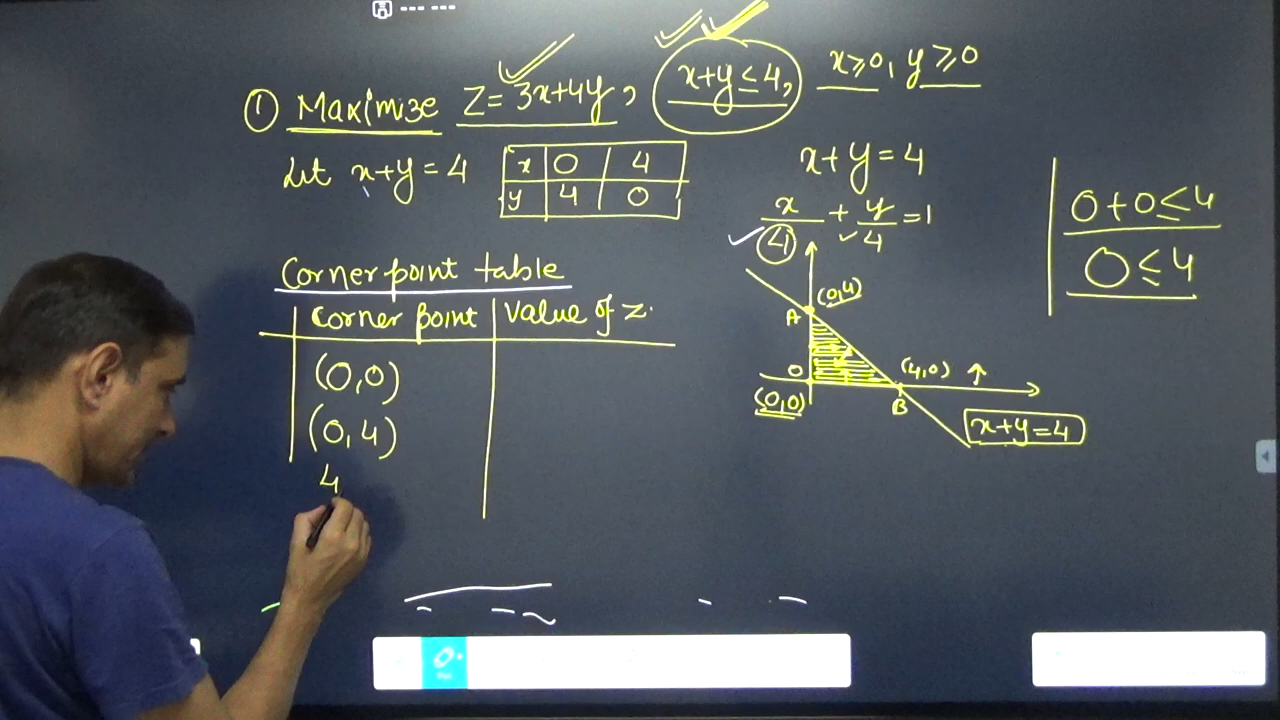 ① Maximize Z = 3x+4y, x+y ≤ 4, x ≥ 0, y ≥ 0
Let x+y = 4
x 0 4
y 4 0
x+y = 4
x/4 + y/4 = 1
0+0 ≤ 4
0 ≤ 4
Corner point table
Corner point Value of Z.
(0,0)
(0,4)
4
(0,4)
A
O (4,0)
(0,0) B
x+y=4